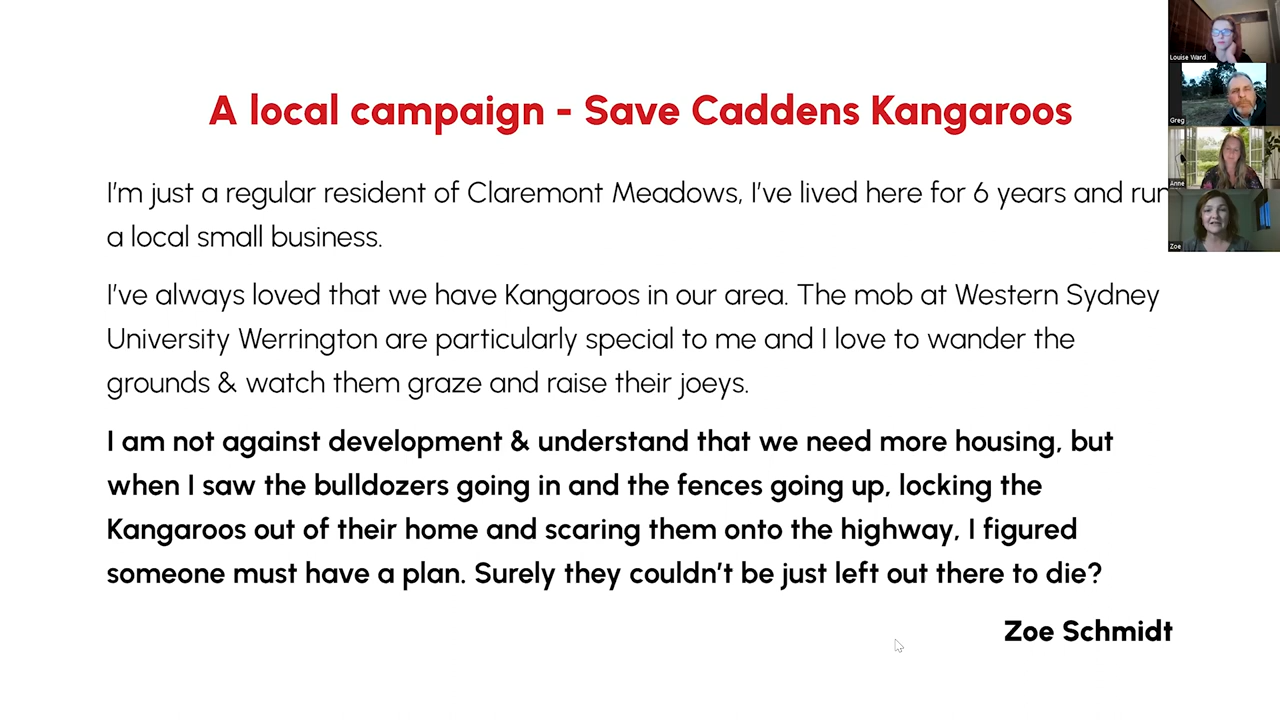 A local campaign - Save Caddens Kangaroos
I'm just a regular resident of Claremont Meadows, I've lived here for 6 years and run
a local small business.
I've always loved that we have Kangaroos in our area. The mob at Western Sydney
University Werrington are particularly special to me and I love to wander the
grounds & watch them graze and raise their joeys.
I am not against development & understand that we need more housing, but
when I saw the bulldozers going in and the fences going up, locking the
Kangaroos out of their home and scaring them onto the highway, I figured
someone must have a plan. Surely they couldn't be just left out there to die?
Zoe Schmidt
Louise Ward
Greg
Anne
Zoe